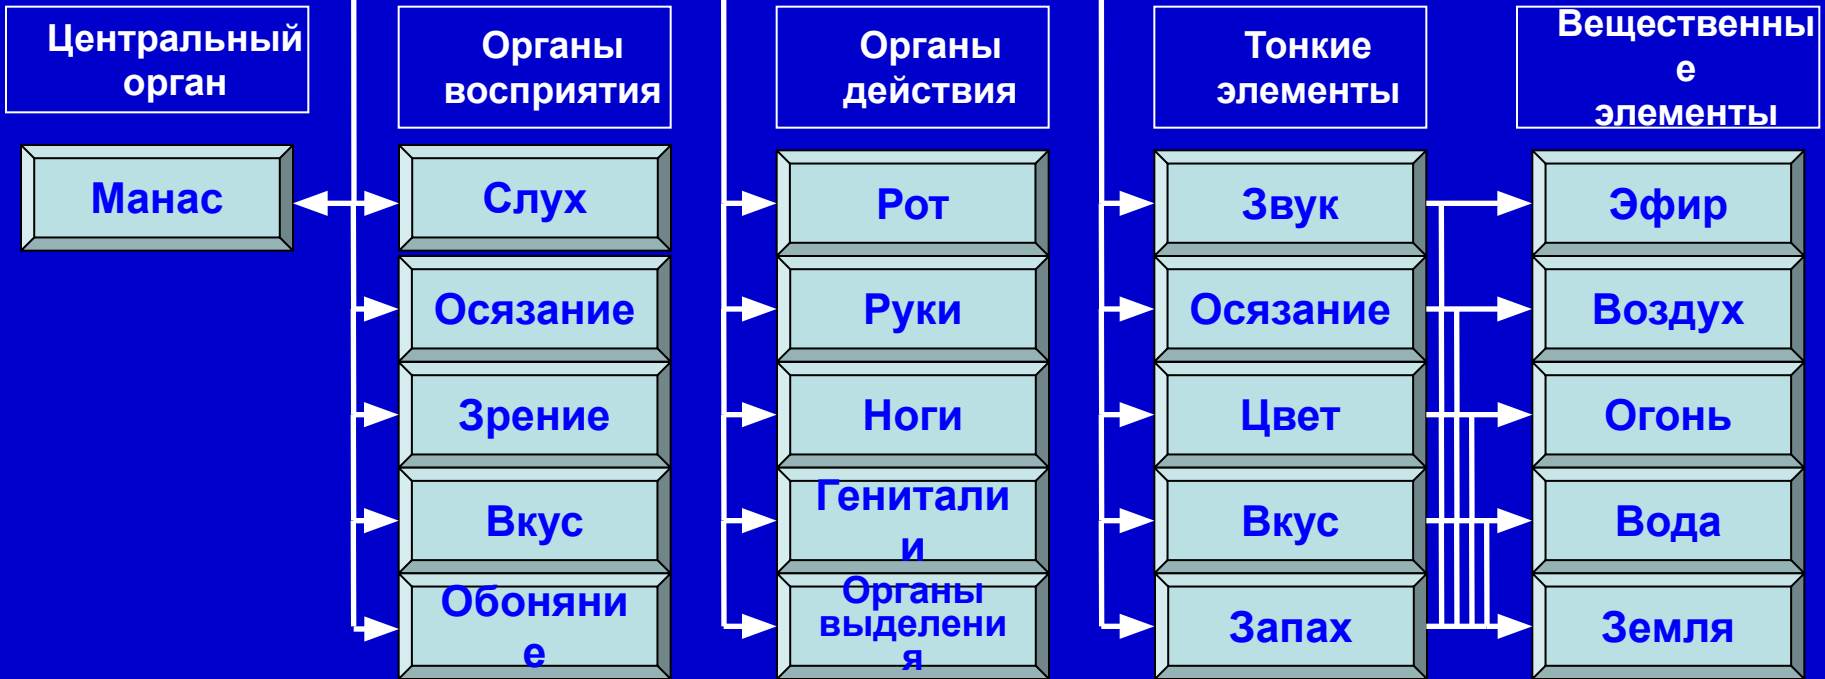 Центральный
орган
Органы
восприятия
Органы
действия
Тонкие
элементы
Вещественны
е
элементы
Манас
Слух
Рот
Звук
Эфир
Осязание
Руки
Осязание
Воздух
Зрение
Ноги
Цвет
Огонь
Вкус
Гениталии
и
Вкус
Вода
Обоняни
е
Органы
выделени
я
Запах
Земля